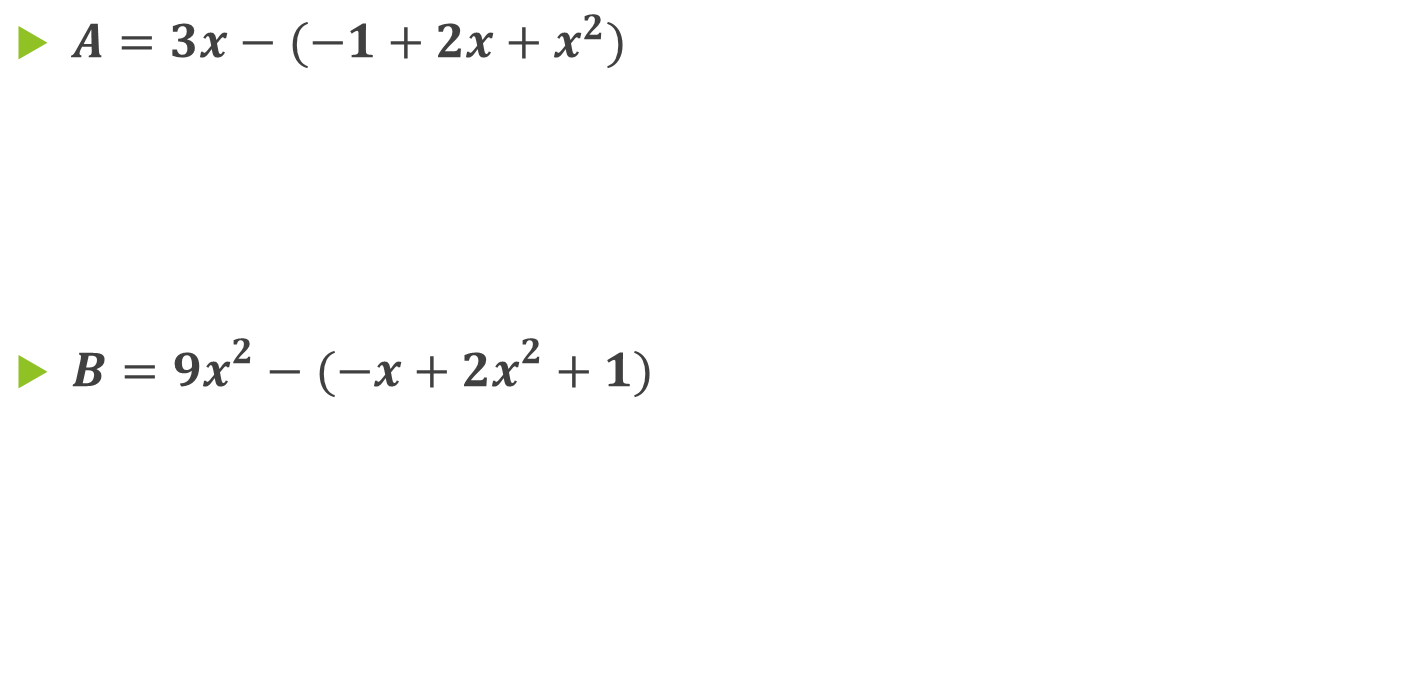 A = 3x − (−1 + 2x + x²)
B = 9x² − (−x + 2x² + 1)